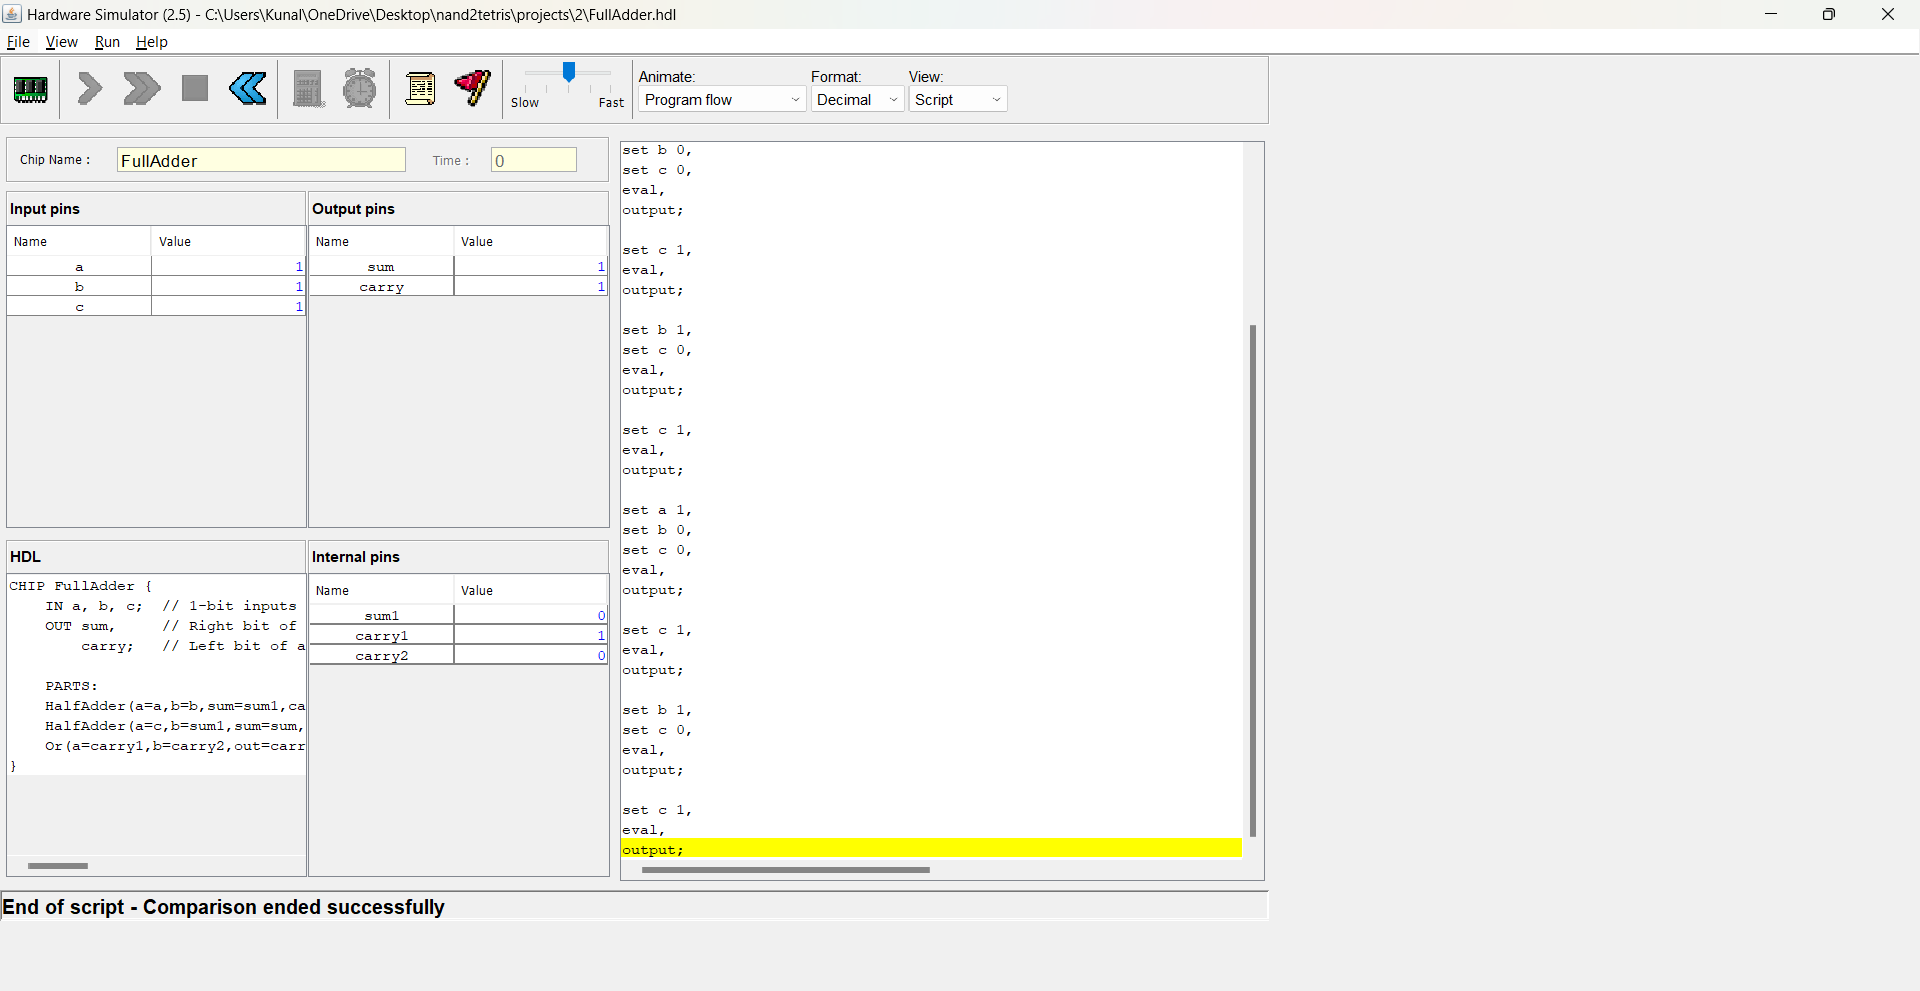 Hardware Simulator (2.5) - C:\Users\Kunal\OneDrive\Desktop\nand2tetris\projects\2\FullAdder.hdl
File View Run Help
Slow Fast
Animate: Format: View:
Program flow Decimal Script
Chip Name : FullAdder Time : 0
Input pins
Name Value
a 1
b 1
c 1
Output pins
Name Value
sum 1
carry 1
HDL
CHIP FullAdder {
IN a, b, c; // 1-bit inputs
OUT sum, // Right bit of
carry; // Left bit of a
PARTS:
HalfAdder(a=a,b=b,sum=sum1,ca
HalfAdder(a=c,b=sum1,sum=sum,
Or(a=carry1,b=carry2,out=carr
}
Internal pins
Name Value
sum1 0
carry1 1
carry2 0
set b 0,
set c 0,
eval,
output;
set c 1,
eval,
output;
set b 1,
set c 0,
eval,
output;
set c 1,
eval,
output;
set a 1,
set b 0,
set c 0,
eval,
output;
set c 1,
eval,
output;
set b 1,
set c 0,
eval,
output;
set c 1,
eval,
output;
End of script - Comparison ended successfully